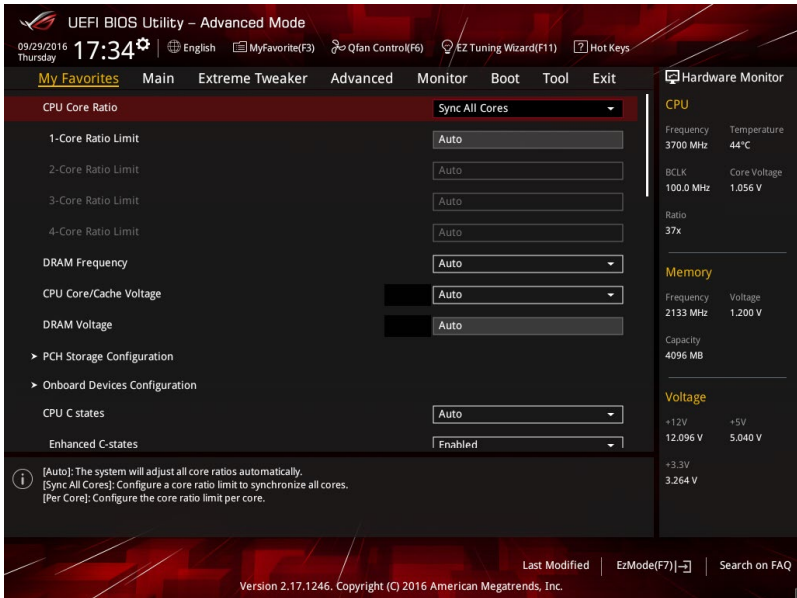 UEFI BIOS Utility – Advanced Mode
09/29/2016 Thursday 17:34 English MyFavorite(F3) Qfan Control(F6) EZ Tuning Wizard(F11) ? Hot Keys
My Favorites Main Extreme Tweaker Advanced Monitor Boot Tool Exit
CPU Core Ratio Sync All Cores
1-Core Ratio Limit Auto
2-Core Ratio Limit Auto
3-Core Ratio Limit Auto
4-Core Ratio Limit Auto
DRAM Frequency Auto
CPU Core/Cache Voltage Auto
DRAM Voltage Auto
> PCH Storage Configuration
> Onboard Devices Configuration
CPU C states Auto
Enhanced C-states Enabled
i
[Auto]: The system will adjust all core ratios automatically.
[Sync All Cores]: Configure a core ratio limit to synchronize all cores.
[Per Core]: Configure the core ratio limit per core.
Hardware Monitor
CPU
Frequency Temperature
3700 MHz 44°C
BCLK Core Voltage
100.0 MHz 1.056 V
Ratio
37x
Memory
Frequency Voltage
2133 MHz 1.200 V
Capacity
4096 MB
Voltage
+12V +5V
12.096 V 5.040 V
+3.3V
3.264 V
Last Modified EzMode(F7) Search on FAQ
Version 2.17.1246. Copyright (C) 2016 American Megatrends, Inc.